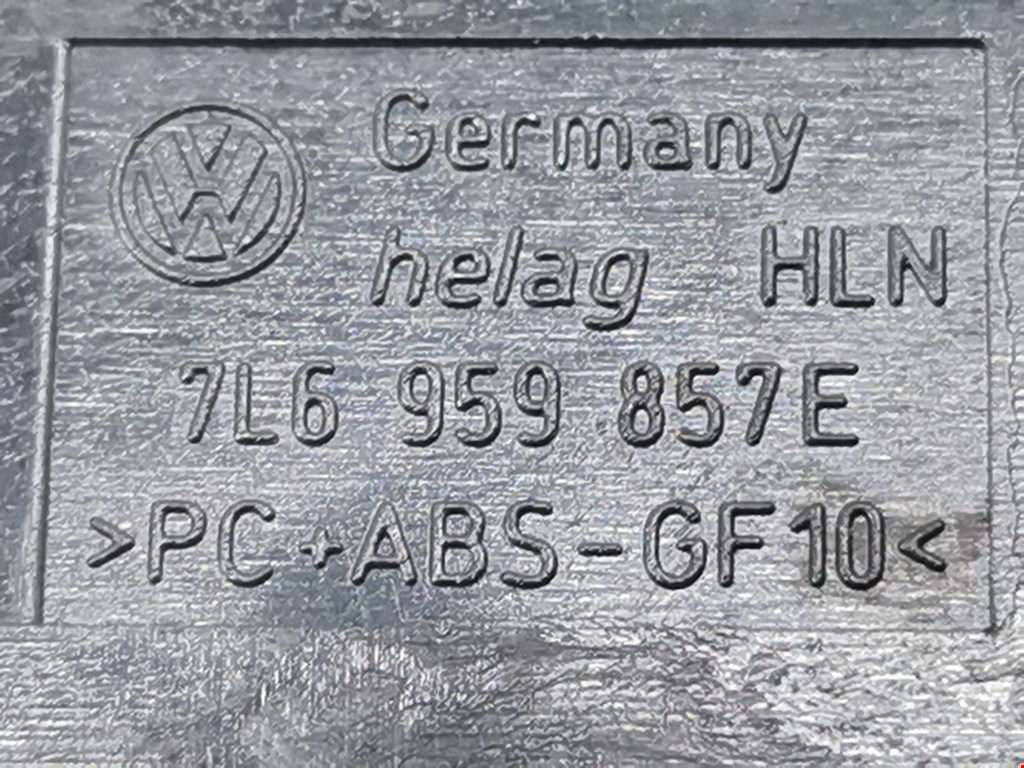 Germany
helag HLN
7L6 959 857E
>PC+ABS-GF10<